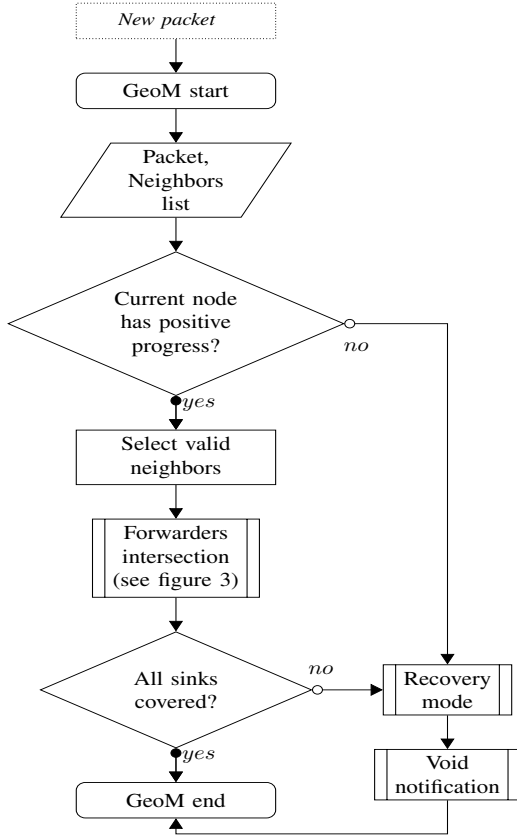 New packet
GeoM start
Packet,
Neighbors
list
Current node
has positive
progress?
no
yes
Select valid
neighbors
Forwarders
intersection
(see figure 3)
All sinks
covered?
no
Recovery
mode
yes
Void
notification
GeoM end